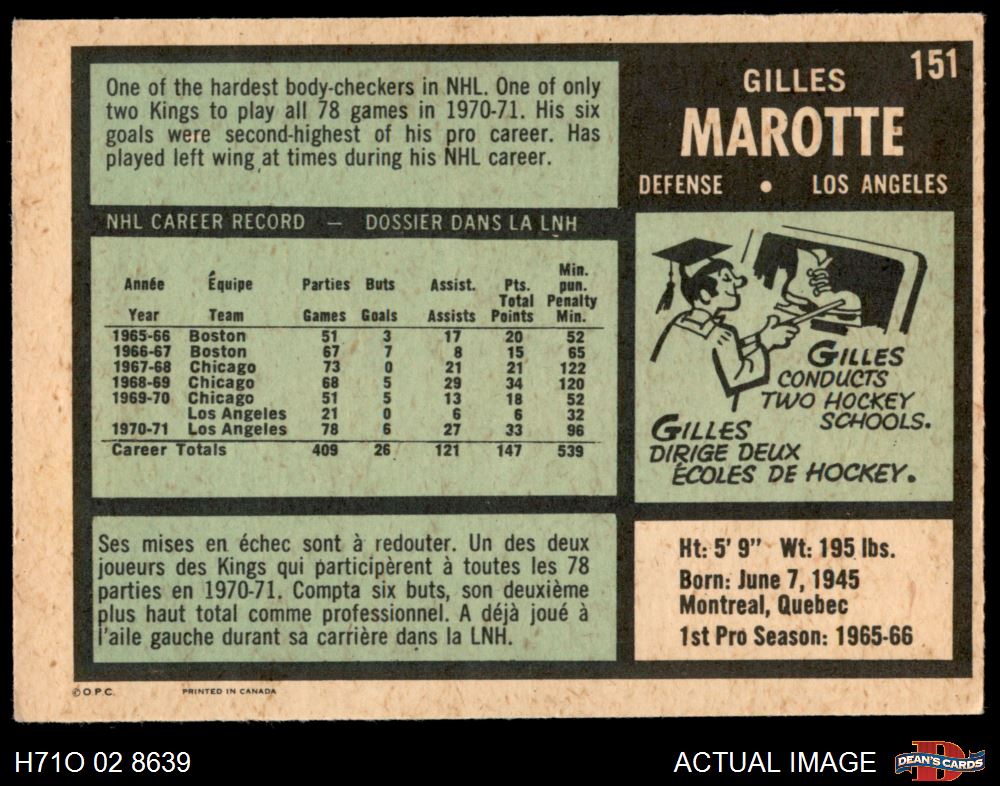 151
GILLES
MAROTTE
DEFENSE • LOS ANGELES
One of the hardest body-checkers in NHL. One of only
two Kings to play all 78 games in 1970-71. His six
goals were second-highest of his pro career. Has
played left wing at times during his NHL career.
NHL CAREER RECORD — DOSSIER DANS LA LNH
Année Équipe Parties Buts Assist. Pts. Total Min. pun.
Year Team Games Goals Assists Points Penalty Min.
1965-66 Boston 51 3 17 20 52
1966-67 Boston 67 7 8 15 65
1967-68 Chicago 73 0 21 21 122
1968-69 Chicago 68 5 29 34 120
1969-70 Chicago 51 5 13 18 52
Los Angeles 21 0 6 6 32
1970-71 Los Angeles 78 6 27 33 96
Career Totals 409 26 121 147 539
GILLES
CONDUCTS
TWO HOCKEY
SCHOOLS.
GILLES
DIRIGE DEUX
ÉCOLES DE HOCKEY.
Ses mises en échec sont à redouter. Un des deux
joueurs des Kings qui participèrent à toutes les 78
parties en 1970-71. Compta six buts, son deuxième
plus haut total comme professionnel. A déjà joué à
l'aile gauche durant sa carrière dans la LNH.
Ht: 5' 9" Wt: 195 lbs.
Born: June 7, 1945
Montreal, Quebec
1st Pro Season: 1965-66
© O.P.C. PRINTED IN CANADA
H71O 02 8639
ACTUAL IMAGE
DEAN'S CARDS